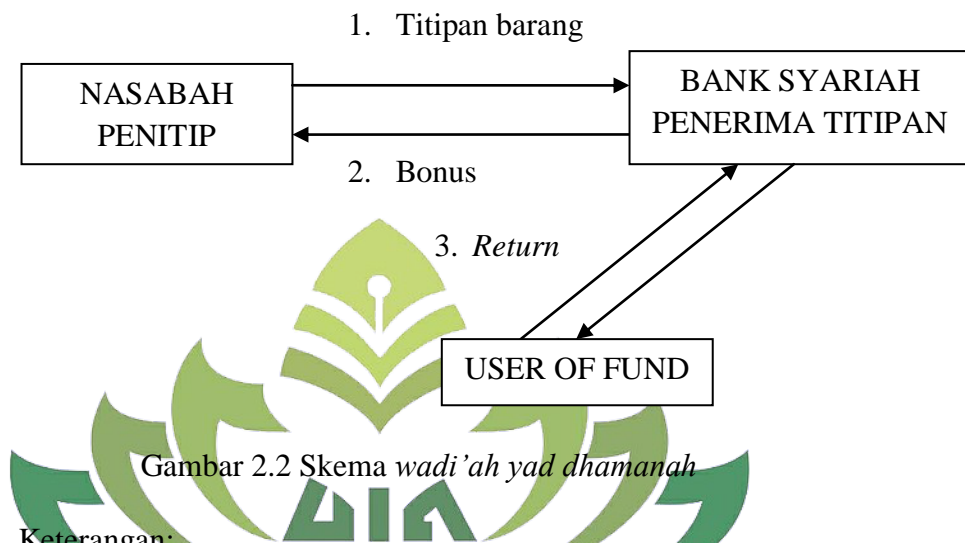 1. Titipan barang
NASABAH
PENITIP
BANK SYARIAH
PENERIMA TITIPAN
2. Bonus
3. Return
USER OF FUND
Gambar 2.2 Skema wadi’ah yad dhamanah
UIN
Keterangan: